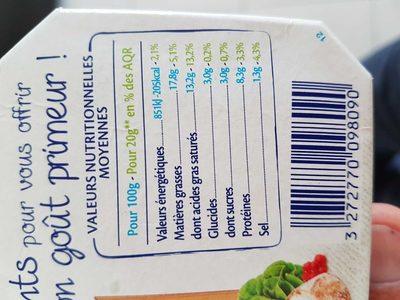 nts pour vous offrir
n goût primeur !
VALEURS NUTRITIONNELLES
MOYENNES
Pour 100g - Pour 20g** en % des AQR
Valeurs énergétiques ... 851kJ - 205kcal - 2,1%
Matières grasses ... 17,8g - 5,1%
dont acides gras saturés ... 13,2g - 13,2%
Glucides ... 3,0g - 0,2%
dont sucres ... 3,0g - 0,7%
Protéines ... 8,3g - 3,3%
Sel ... 1,3g - 4,3%
3 272770 098090